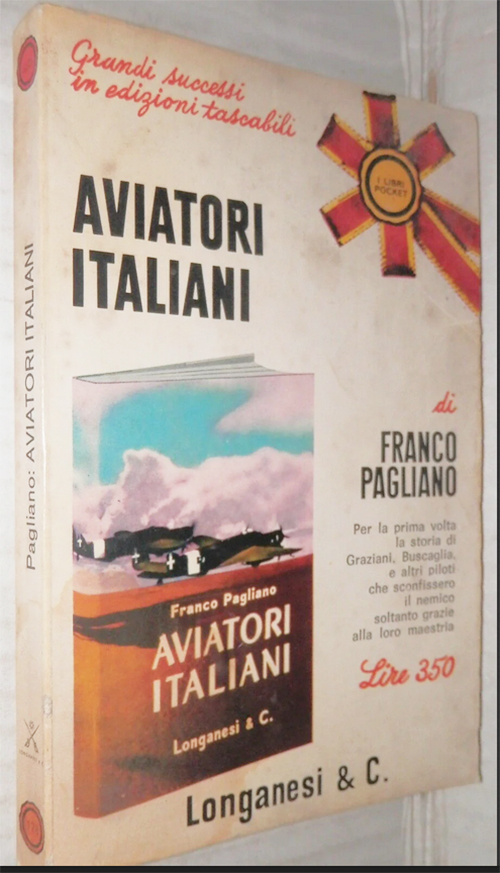 Grandi successi
in edizioni tascabili
I LIBRI
POCKET
AVIATORI
ITALIANI
di
FRANCO
PAGLIANO
Per la prima volta
la storia di
Graziani, Buscaglia,
e altri piloti
che sconfissero
il nemico
soltanto grazie
alla loro maestria
Lire 350
Franco Pagliano
AVIATORI
ITALIANI
Longanesi & C.
Longanesi & C.
Pagliano: AVIATORI ITALIANI